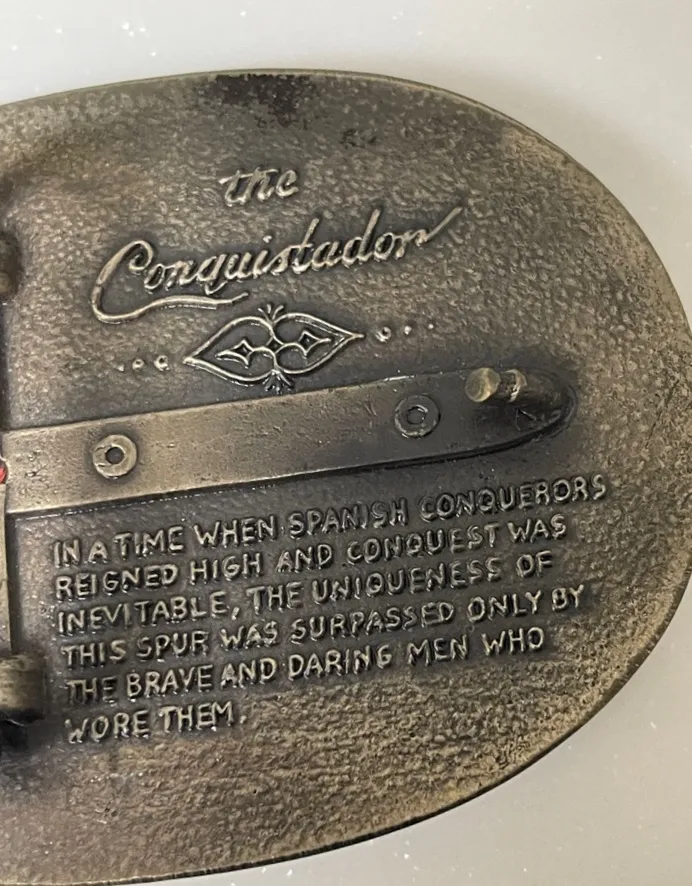 the
Conquistador
IN A TIME WHEN SPANISH CONQUERORS
REIGNED HIGH AND CONQUEST WAS
INEVITABLE, THE UNIQUENESS OF
THIS SPUR WAS SURPASSED ONLY BY
THE BRAVE AND DARING MEN WHO
WORE THEM.